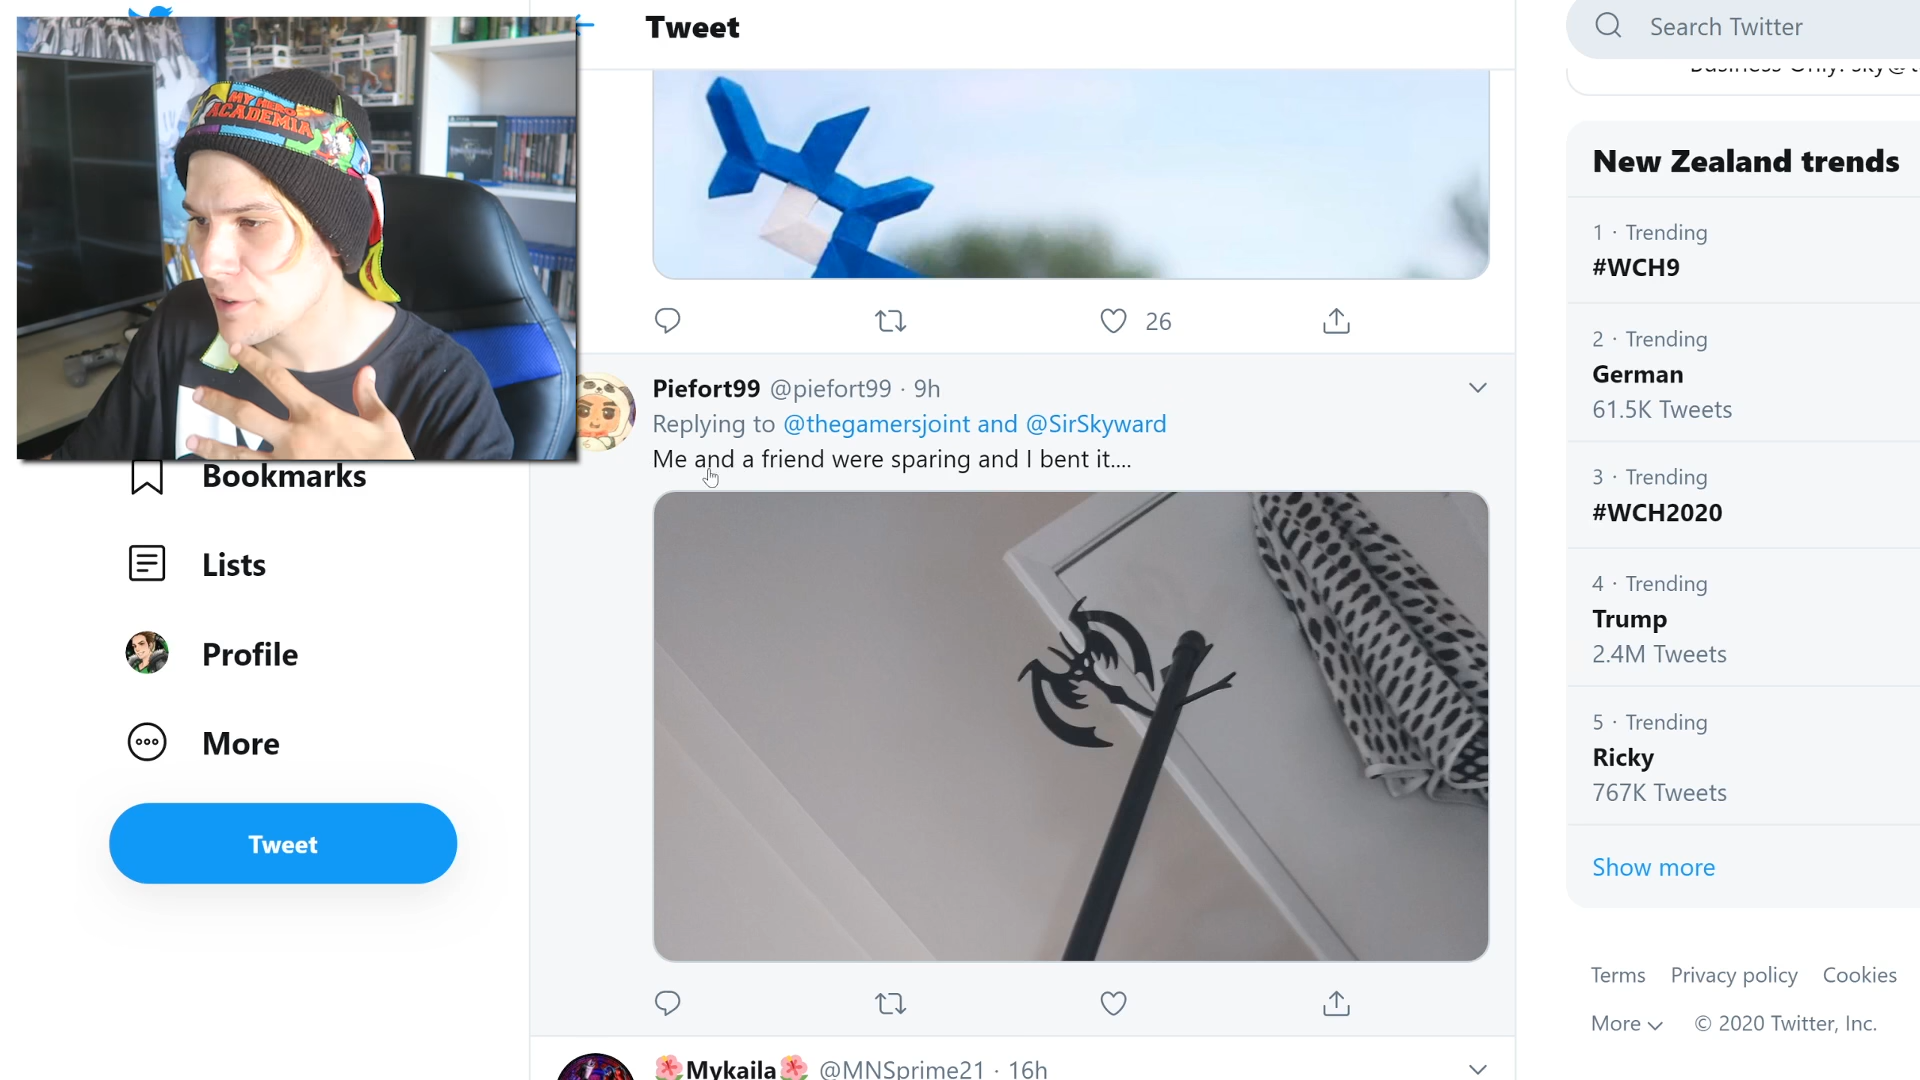 MY HERO
ACADEMIA
Tweet
Search Twitter
New Zealand trends
1 · Trending
#WCH9
2 · Trending
German
61.5K Tweets
3 · Trending
#WCH2020
4 · Trending
Trump
2.4M Tweets
5 · Trending
Ricky
767K Tweets
Show more
Terms Privacy policy Cookies
More © 2020 Twitter, Inc.
26
Piefort99 @piefort99 · 9h
Replying to @thegamersjoint and @SirSkyward
Me and a friend were sparing and I bent it....
Bookmarks
Lists
Profile
More
Tweet
Mykaila @MNSprime21 · 16h